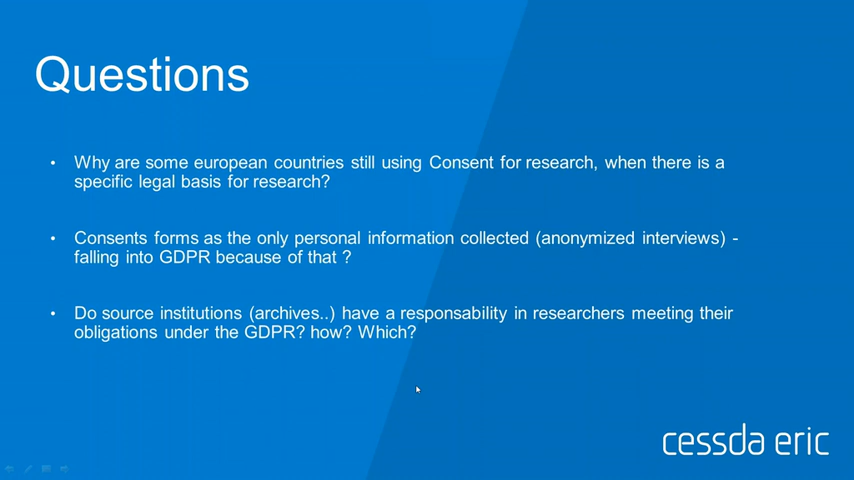 Questions
• Why are some european countries still using Consent for research, when there is a
specific legal basis for research?
• Consents forms as the only personal information collected (anonymized interviews) -
falling into GDPR because of that ?
• Do source institutions (archives..) have a responsability in researchers meeting their
obligations under the GDPR? how? Which?
cessda eric